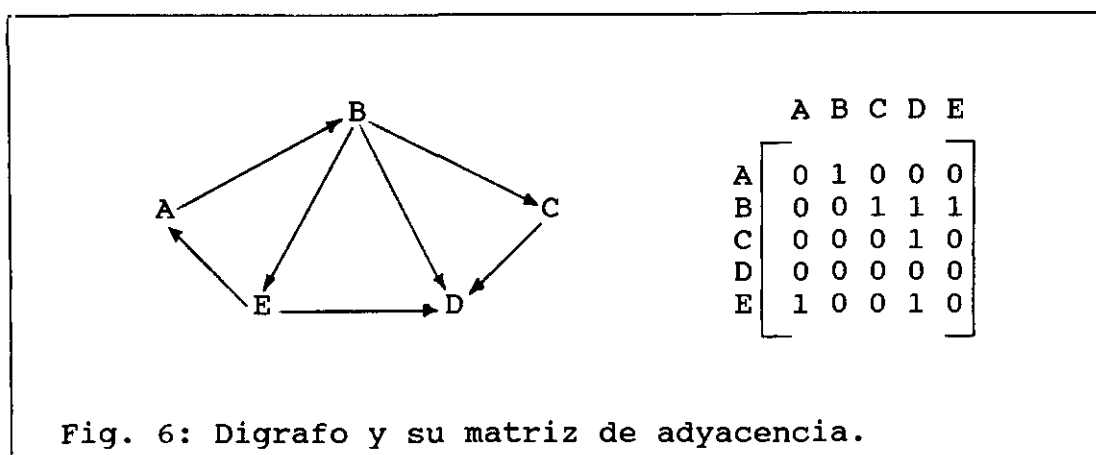 B
A
C
E
D
A B C D E
A 0 1 0 0 0
B 0 0 1 1 1
C 0 0 0 1 0
D 0 0 0 0 0
E 1 0 0 1 0
Fig. 6: Digrafo y su matriz de adyacencia.